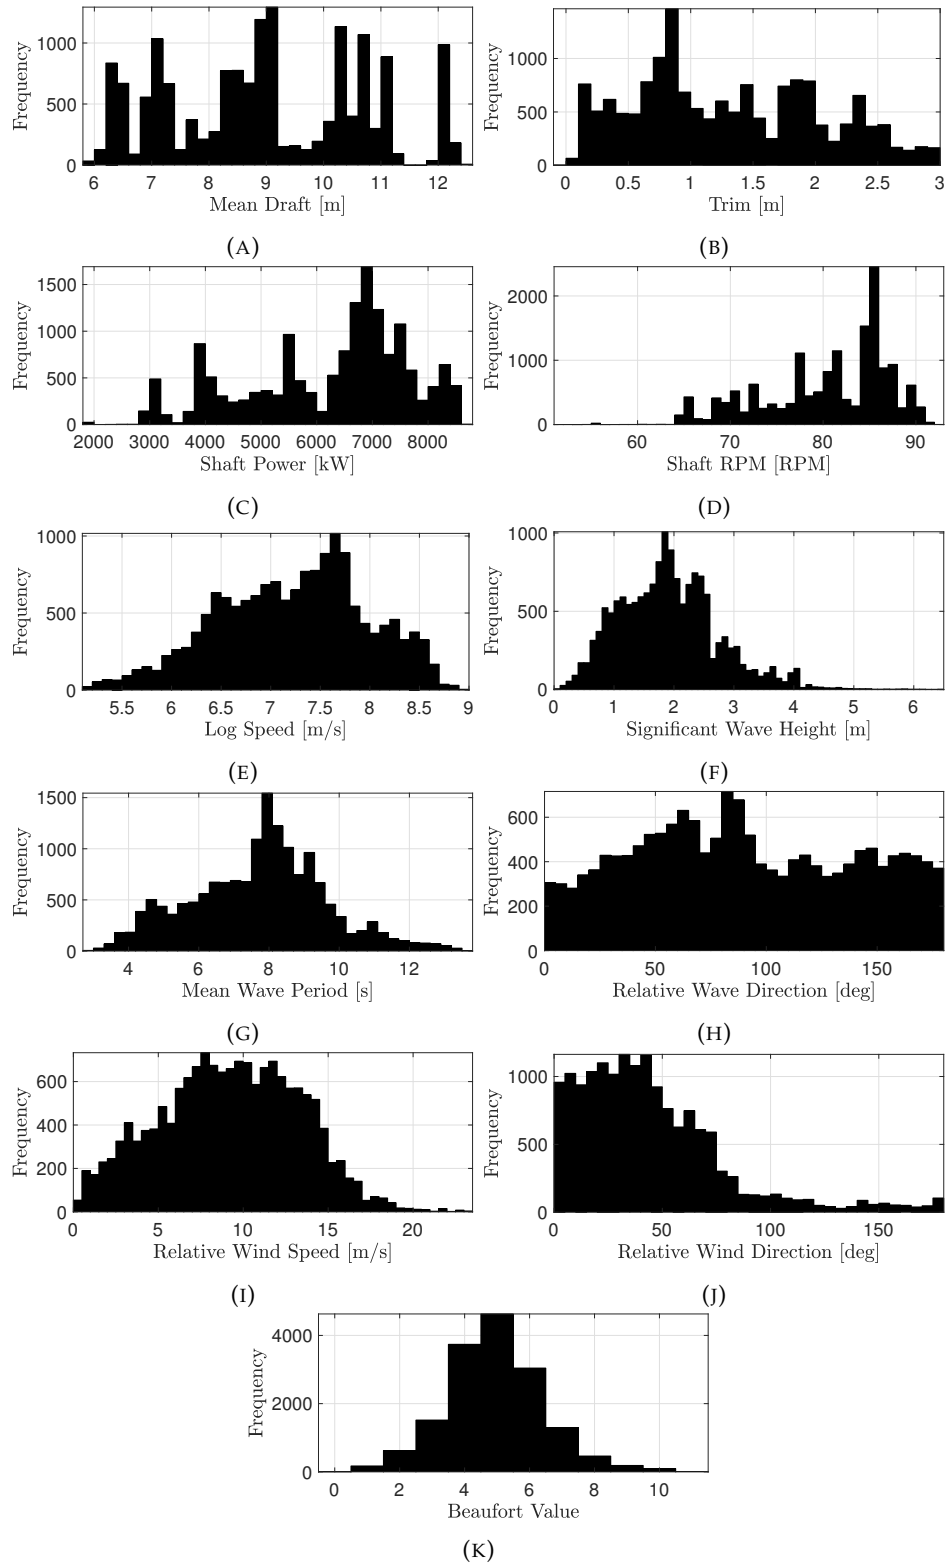 Frequency
1000
500
0
6 7 8 9 10 11 12
Mean Draft [m]
(A)
Frequency
1000
500
0
0 0.5 1 1.5 2 2.5 3
Trim [m]
(B)
Frequency
1500
1000
500
0
2000 3000 4000 5000 6000 7000 8000
Shaft Power [kW]
(C)
Frequency
2000
1000
0
60 70 80 90
Shaft RPM [RPM]
(D)
Frequency
1000
500
0
5.5 6 6.5 7 7.5 8 8.5 9
Log Speed [m/s]
(E)
Frequency
1000
500
0
0 1 2 3 4 5 6
Significant Wave Height [m]
(F)
Frequency
1500
1000
500
0
4 6 8 10 12
Mean Wave Period [s]
(G)
Frequency
600
400
200
0
0 50 100 150
Relative Wave Direction [deg]
(H)
Frequency
600
400
200
0
0 5 10 15 20
Relative Wind Speed [m/s]
(I)
Frequency
1000
500
0
0 50 100 150
Relative Wind Direction [deg]
(J)
Frequency
4000
2000
0
0 2 4 6 8 10
Beaufort Value
(K)